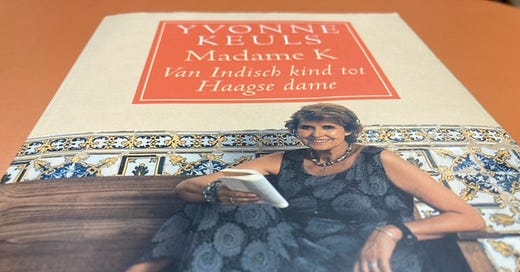 YVONNE
KEULS
Madame K
Van Indisch kind tot
Haagse dame